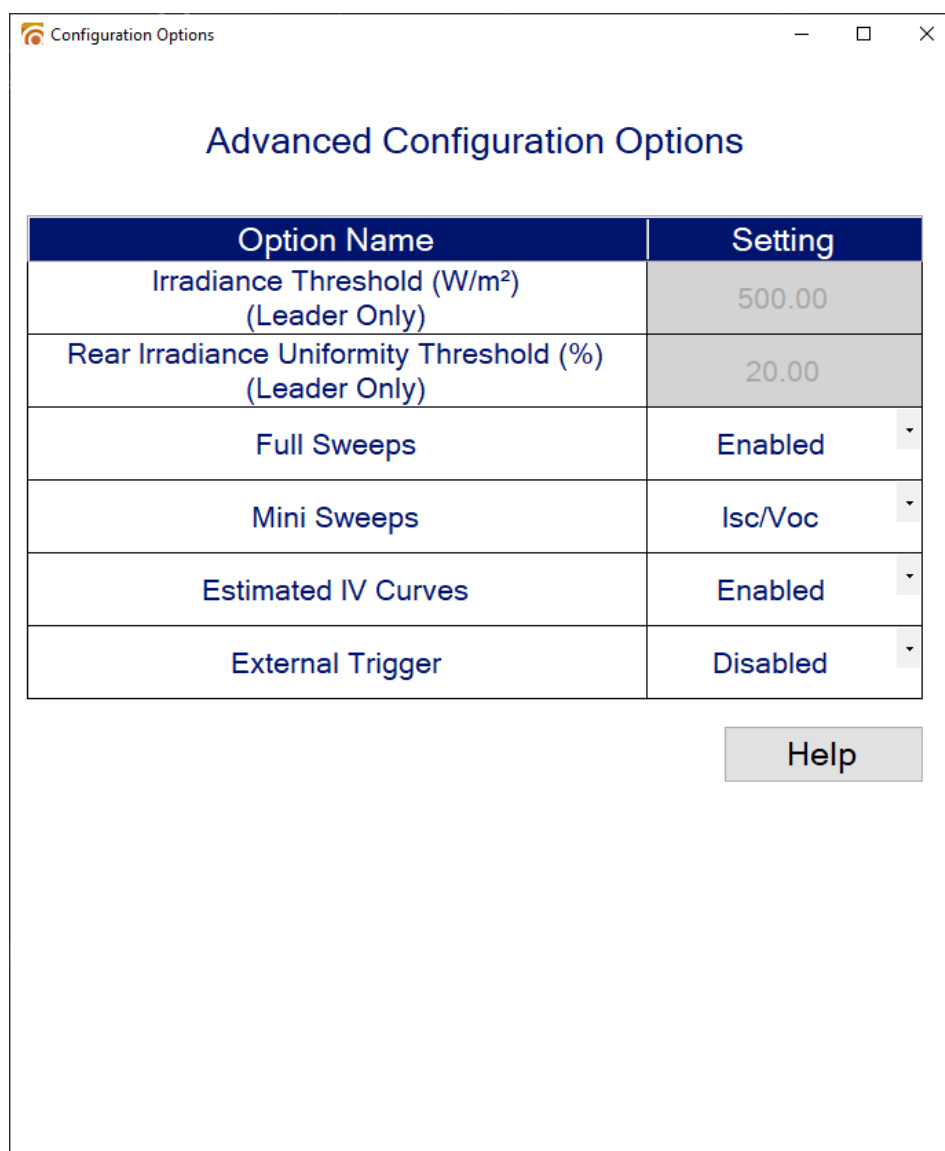 Configuration Options
Advanced Configuration Options
Option Name Setting
Irradiance Threshold (W/m²)
(Leader Only)
500.00
Rear Irradiance Uniformity Threshold (%)
(Leader Only)
20.00
Full Sweeps Enabled
Mini Sweeps Isc/Voc
Estimated IV Curves Enabled
External Trigger Disabled
Help